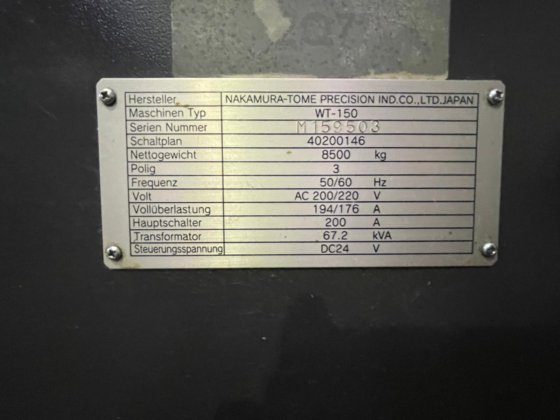 Hersteller NAKAMURA-TOME PRECISION IND.CO.,LTD.JAPAN
Maschinen Typ WT-150
Serien Nummer M159503
Schaltplan 40200146
Nettogewicht 8500 kg
Polig 3
Frequenz 50/60 Hz
Volt AC 200/220 V
Vollüberlastung 194/176 A
Hauptschalter 200 A
Transformator 67.2 kVA
Steuerungsspannung DC24 V